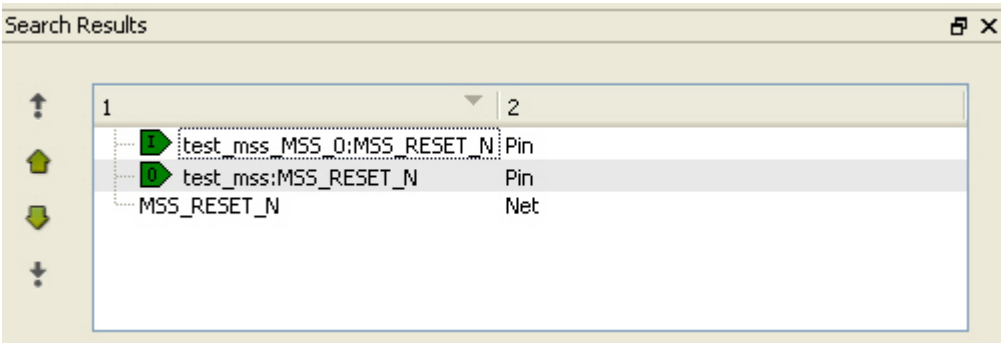 Search Results
1 2
I test_mss_MSS_0:MSS_RESET_N Pin
O test_mss:MSS_RESET_N Pin
MSS_RESET_N Net